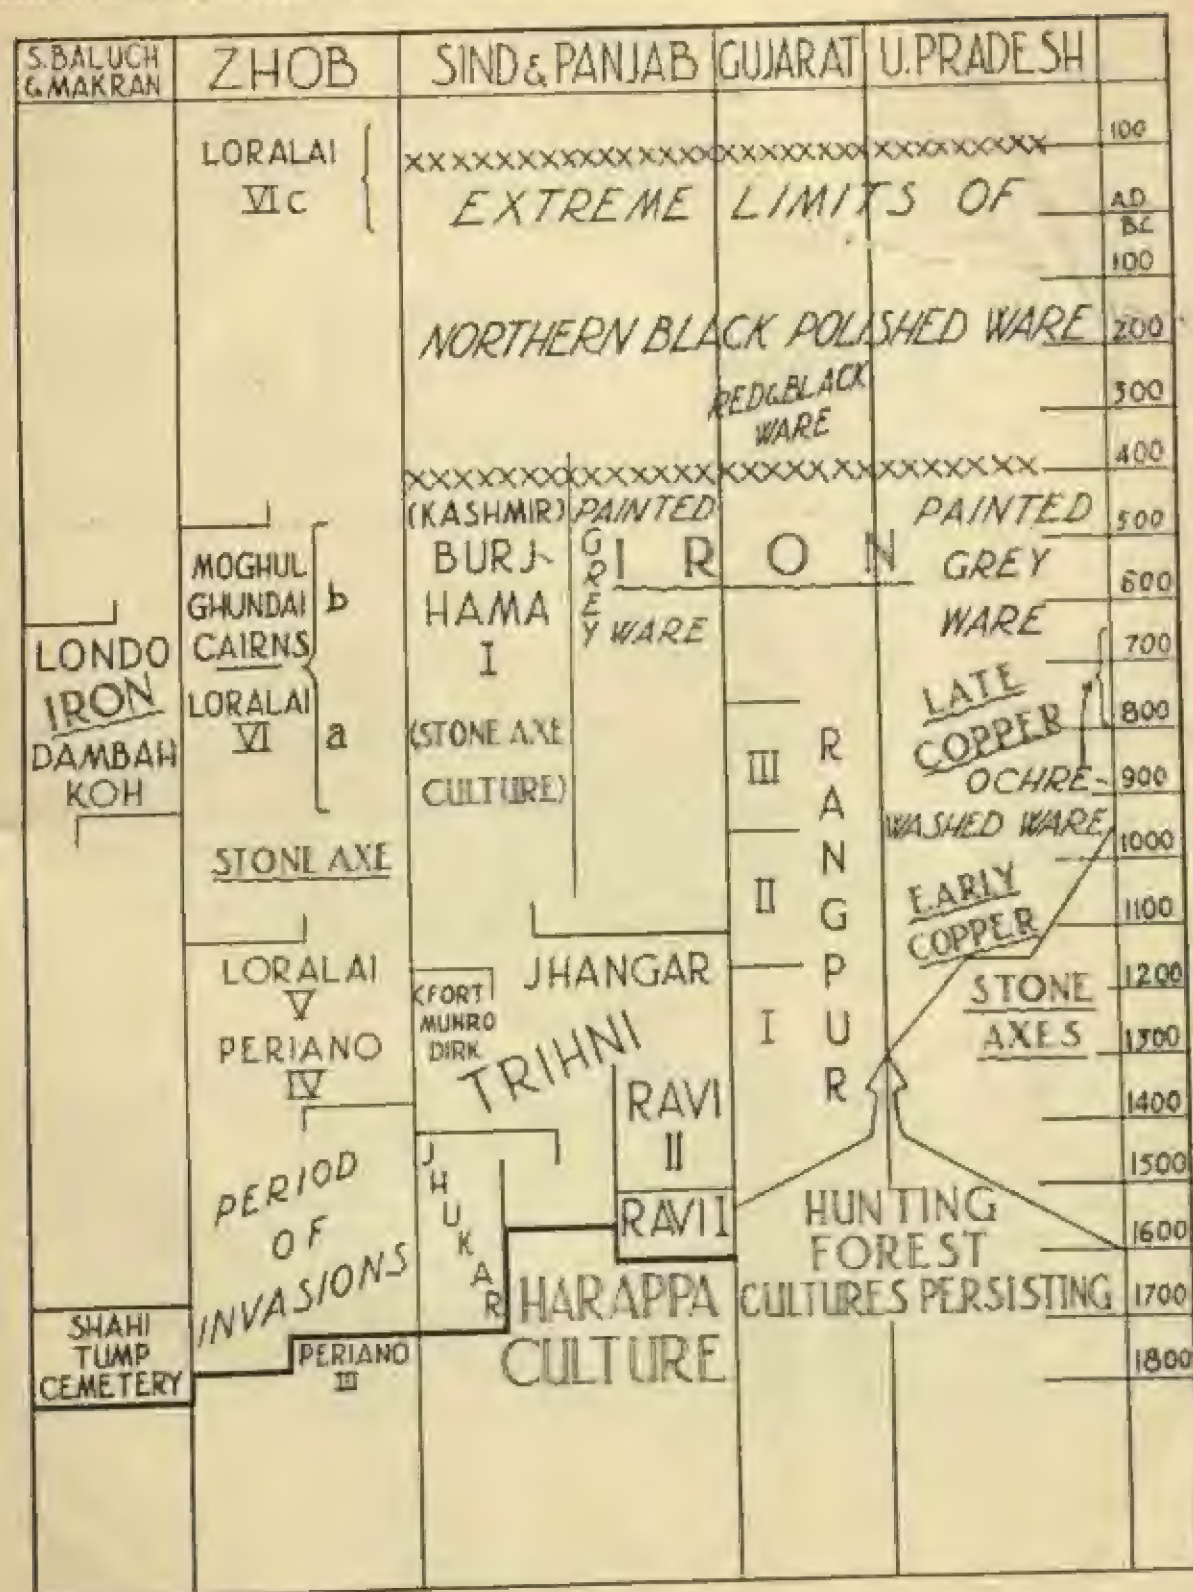 S. BALUCH
& MAKRAN
ZHOB
SIND & PANJAB
GUJARAT
U. PRADESH
LONDO
IRON
DAMBAH
KOH
SHAHI
TUMP
CEMETERY
LORALAI
VI C
MOGHUL
GHUNDAI
CAIRNS
b
LORALAI
VI
a
STONE AXE
LORALAI
V
PERIANO
IV
PERIOD
OF
INVASIONS
PERIANO
III
XXXXXXXXXXXXXXXXXXXXXXXXXXXXXX
EXTREME LIMITS OF
NORTHERN BLACK POLISHED WARE
RED & BLACK
WARE
XXXXXXXXXXXXXXXXXXXXXXXXXXXXXX
(KASHMIR)
BURJ-
HAMA
I
(STONE AXE
CULTURE)
PAINTED
GREY
WARE
IRON
JHANGAR
(FORT
MUNRO
DIRK
TRIHNI
RAVI
II
RAVI I
JHUKAR
HARAPPA
CULTURE
III
II
I
RANGPUR
PAINTED
GREY
WARE
LATE
COPPER
OCHRE-
WASHED WARE
EARLY
COPPER
STONE
AXES
HUNTING
FOREST
CULTURES PERSISTING
100
A.D.
B.C.
100
200
300
400
500
600
700
800
900
1000
1100
1200
1300
1400
1500
1600
1700
1800